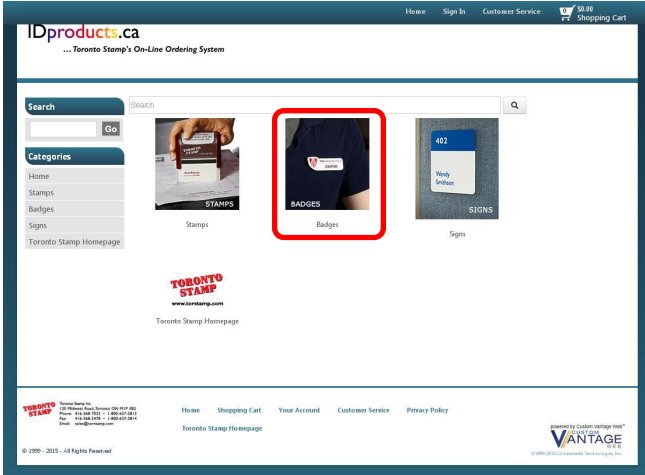 Home Sign In Customer Service 0 $0.00
Shopping Cart
IDproducts.ca
... Toronto Stamp's On-Line Ordering System
Search
Search
Go
Categories
Home
Stamps
Badges
Signs
Toronto Stamp Homepage
STAMPS
Stamps
BADGES
Badges
402
Wendy
Smithson
SIGNS
Signs
TORONTO
STAMP
www.torstamp.com
Toronto Stamp Homepage
TORONTO
STAMP
Toronto Stamp Inc.
Home Shopping Cart Your Account Customer Service Privacy Policy
Toronto Stamp Homepage
powered by Custom Vantage Web
CUSTOM
VANTAGE
WEB
© 1999 - 2015 - All Rights Reserved